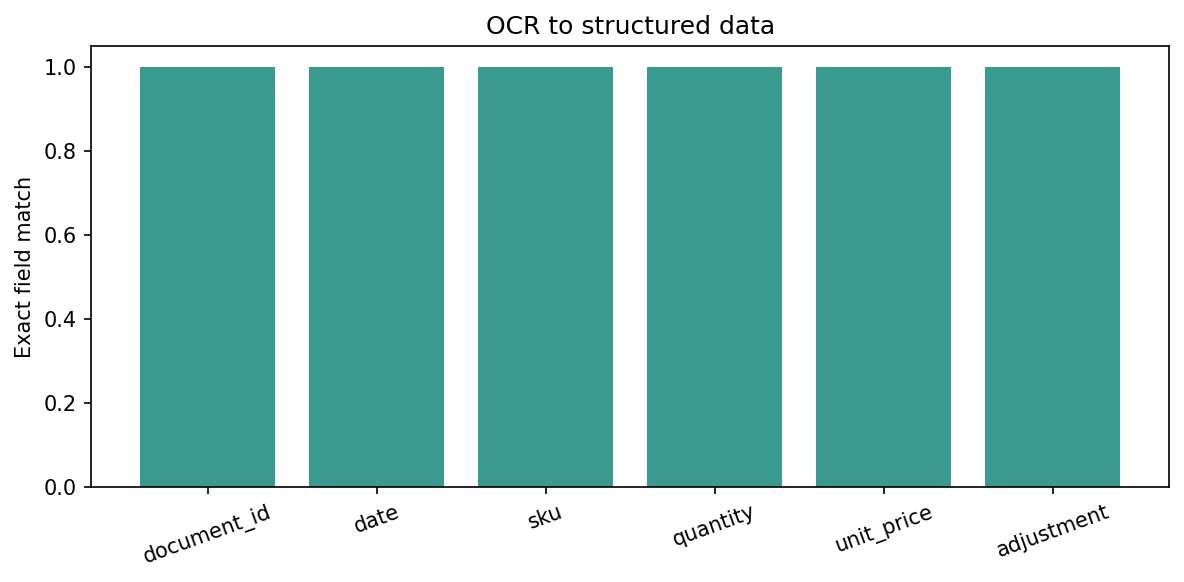 OCR to structured data
Exact field match
1.0
0.8
0.6
0.4
0.2
0.0
document_id
date
sku
quantity
unit_price
adjustment